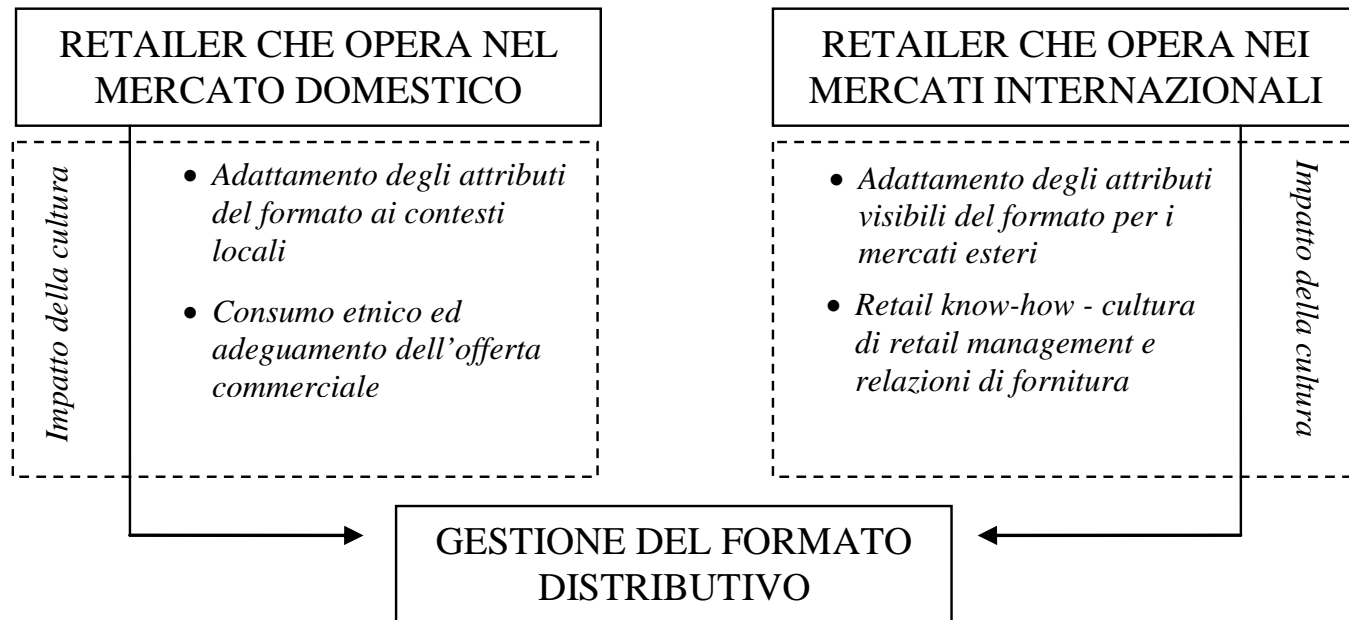 RETAILER CHE OPERA NEL
MERCATO DOMESTICO
Impatto della cultura
• Adattamento degli attributi
del formato ai contesti
locali
• Consumo etnico ed
adeguamento dell’offerta
commerciale
RETAILER CHE OPERA NEI
MERCATI INTERNAZIONALI
• Adattamento degli attributi
visibili del formato per i
mercati esteri
• Retail know-how - cultura
di retail management e
relazioni di fornitura
Impatto della cultura
GESTIONE DEL FORMATO
DISTRIBUTIVO